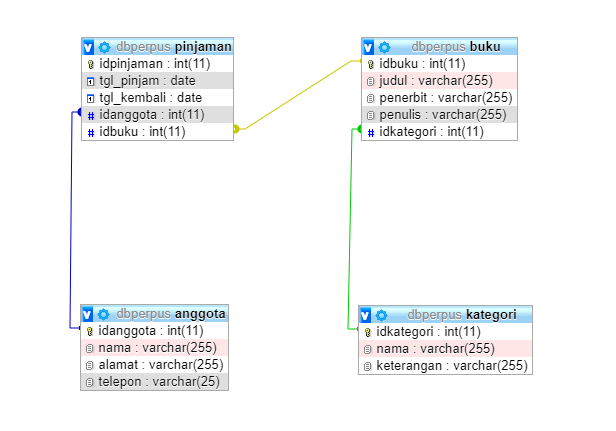 dbperpus pinjaman
idpinjaman : int(11)
tgl_pinjam : date
tgl_kembali : date
idanggota : int(11)
idbuku : int(11)
dbperpus buku
idbuku : int(11)
judul : varchar(255)
penerbit : varchar(255)
penulis : varchar(255)
idkategori : int(11)
dbperpus anggota
idanggota : int(11)
nama : varchar(255)
alamat : varchar(255)
telepon : varchar(25)
dbperpus kategori
idkategori : int(11)
nama : varchar(255)
keterangan : varchar(255)